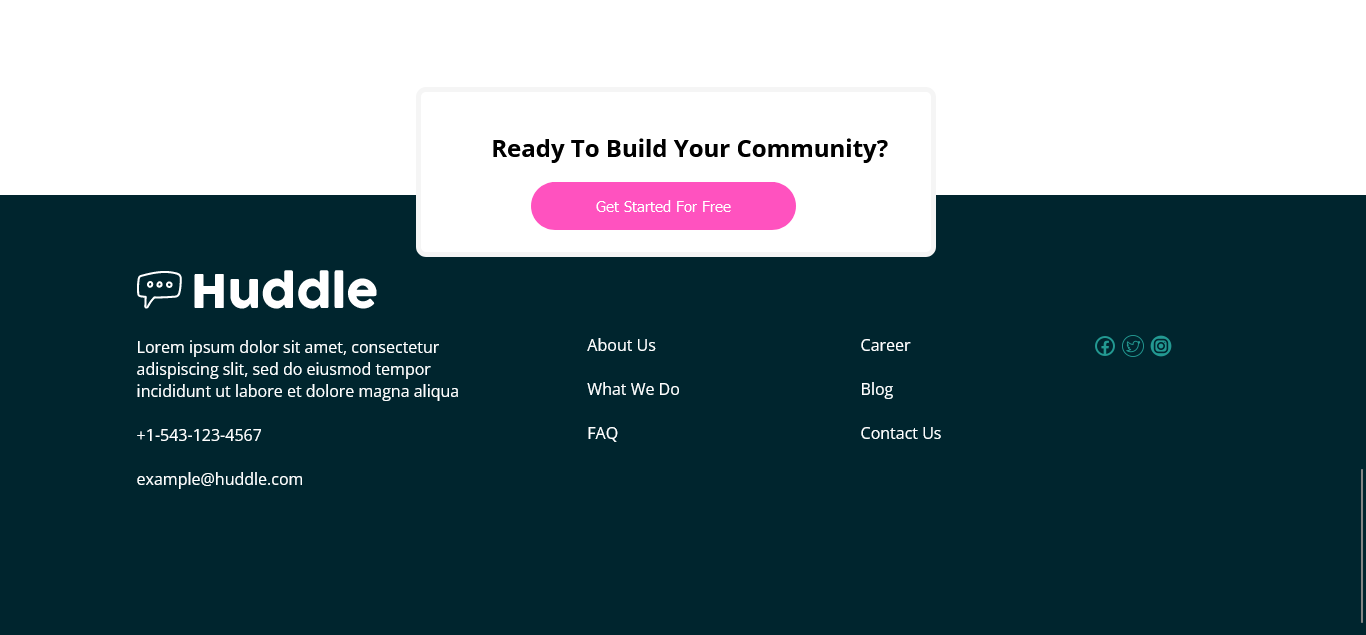 Ready To Build Your Community?
Get Started For Free
Huddle
Lorem ipsum dolor sit amet, consectetur
adispiscing slit, sed do eiusmod tempor
incididunt ut labore et dolore magna aliqua
+1-543-123-4567
example@huddle.com
About Us
What We Do
FAQ
Career
Blog
Contact Us